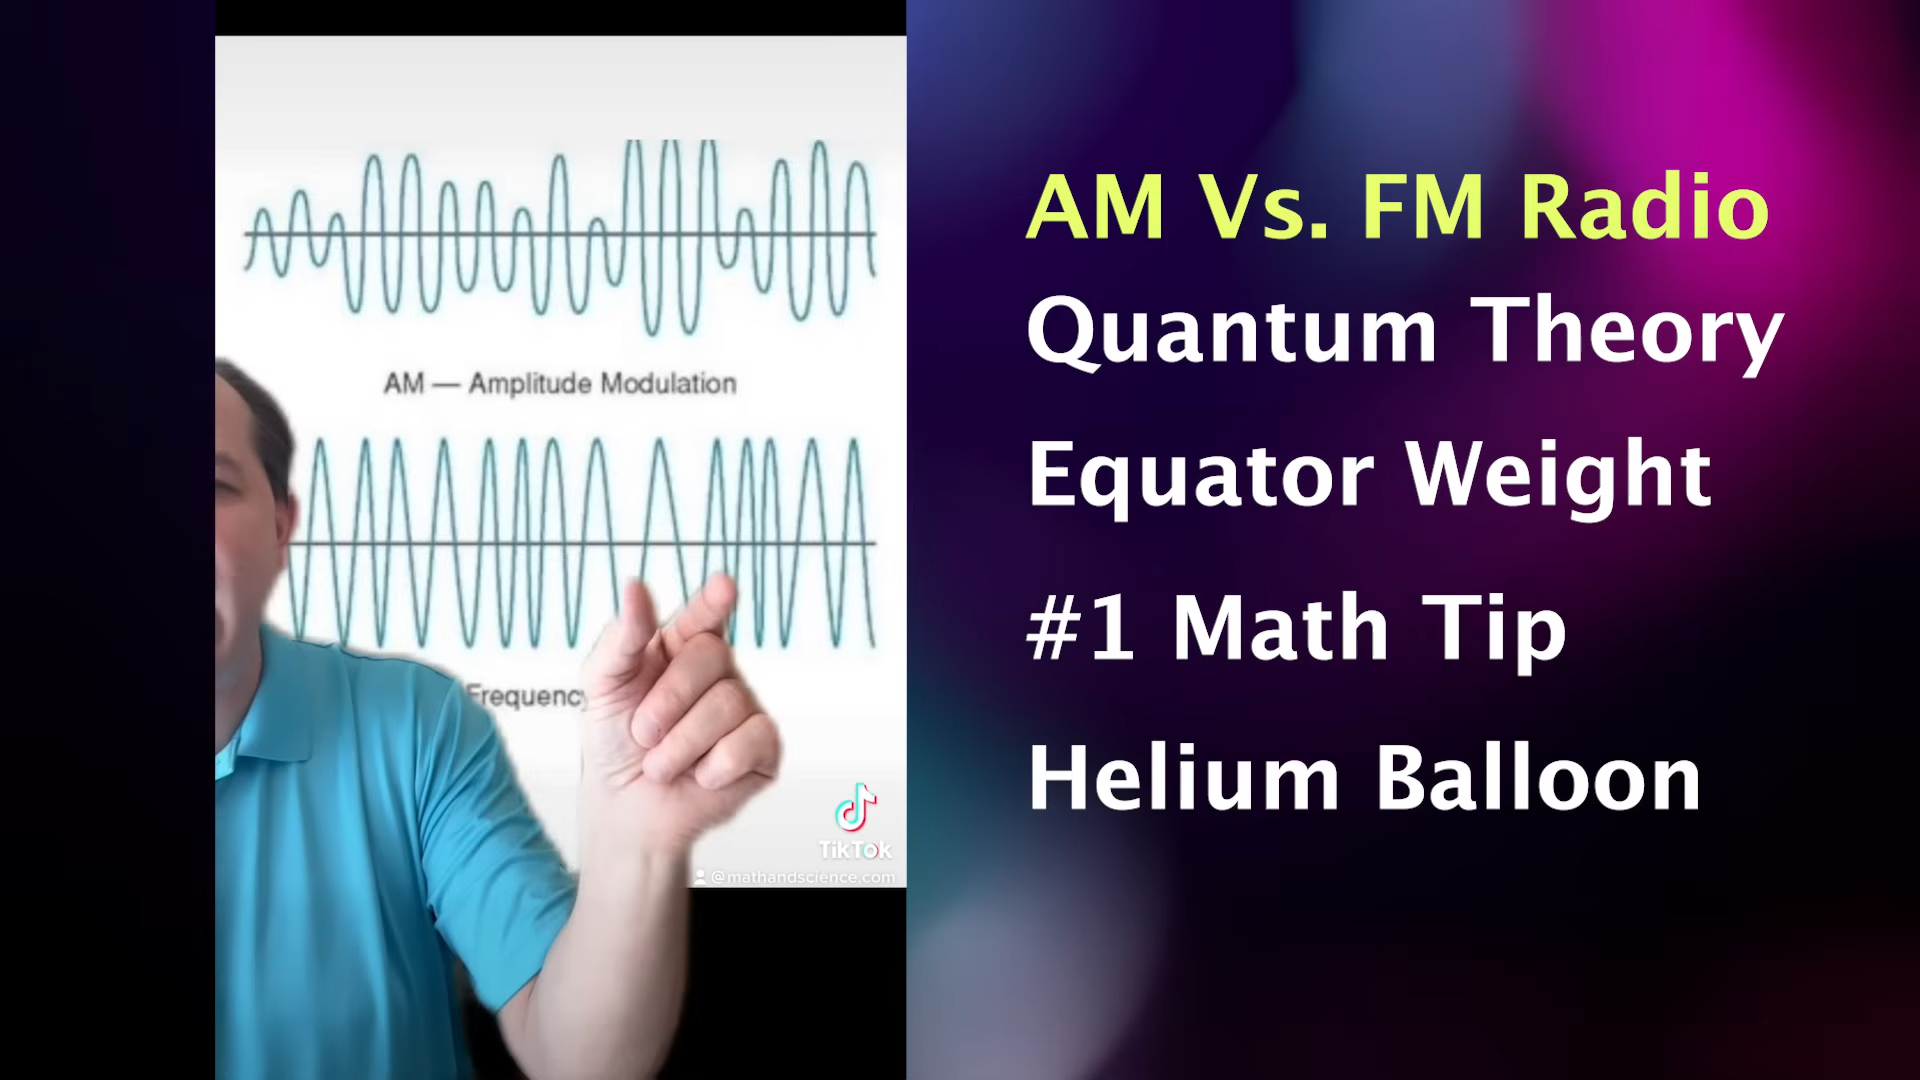 AM — Amplitude Modulation
Frequency
TikTok
@mathandscience.com
AM Vs. FM Radio
Quantum Theory
Equator Weight
#1 Math Tip
Helium Balloon